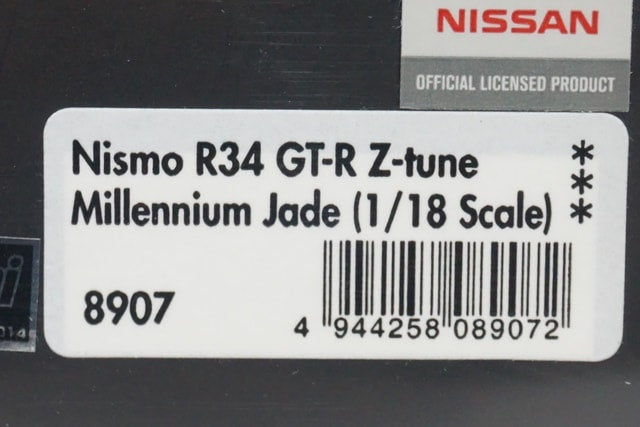 NISSAN
OFFICIAL LICENSED PRODUCT
Nismo R34 GT-R Z-tune *
*
Millennium Jade (1/18 Scale) *
8907
4 944258 089072